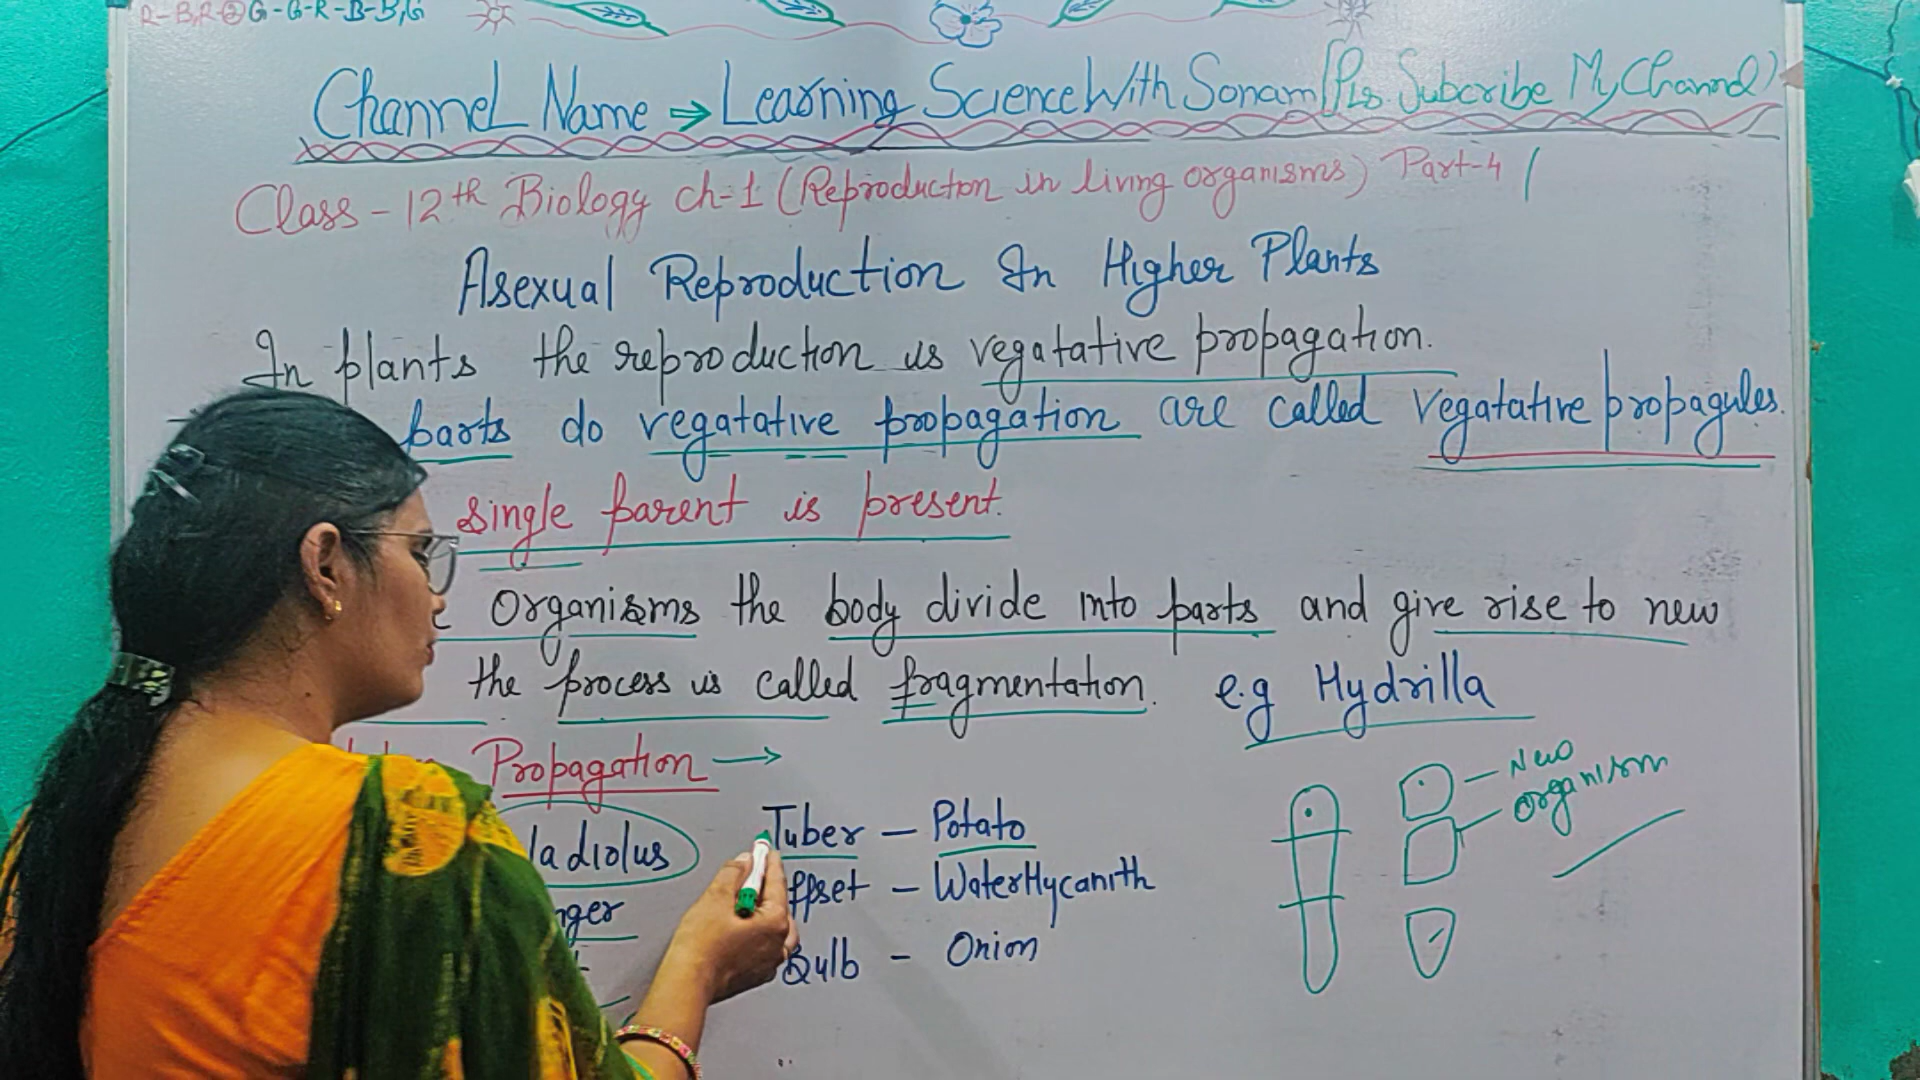 R-B,R G-G-R-B-B,G
Channel Name ⇒ Learning Science With Sonam (Pls. Subcribe My Channel)
Class - 12th Biology ch-1 (Reproduction in living organisms) Part-4
Asexual Reproduction In Higher Plants
In plants the reproduction is vegatative propagation.
parts do vegatative propagation are called vegatative propagules.
single parent is present.
Organisms the body divide into parts and give rise to new
the process is called fragmentation. e.g Hydrilla
Propagation →
ladiolus
Tuber - Potato
New
organism
nger
ffset - WaterHycanith
Bulb - Onion